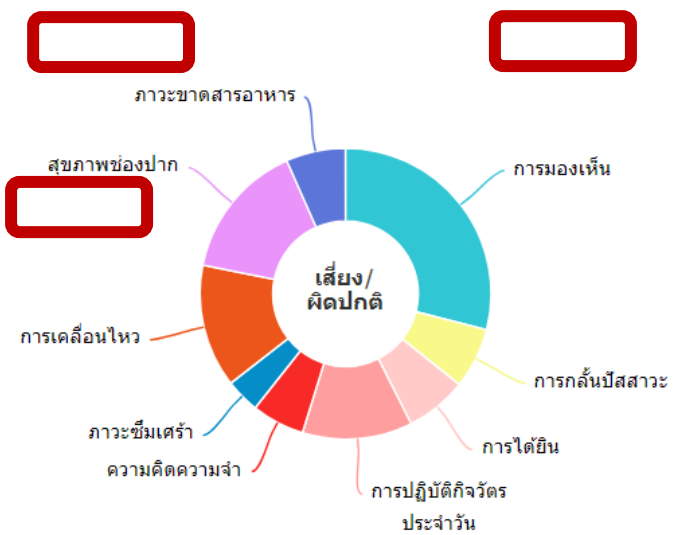 ภาวะขาดสารอาหาร
สุขภาพช่องปาก
การมองเห็น
เสี่ยง/
ผิดปกติ
การเคลื่อนไหว
การกลั้นปัสสาวะ
ภาวะซึมเศร้า
การได้ยิน
ความคิดความจำ
การปฏิบัติกิจวัตร
ประจำวัน